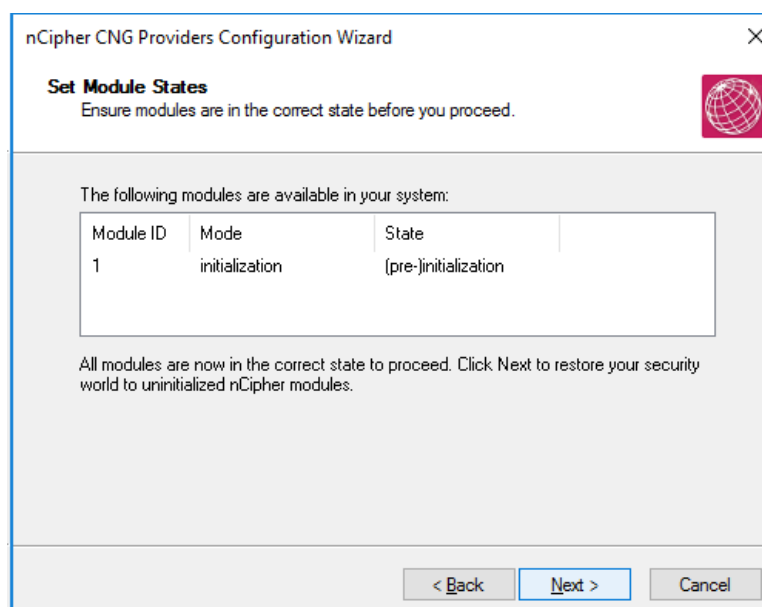 nCipher CNG Providers Configuration Wizard
Set Module States
Ensure modules are in the correct state before you proceed.
The following modules are available in your system:
Module ID Mode State
1 initialization (pre-)initialization
All modules are now in the correct state to proceed. Click Next to restore your security
world to uninitialized nCipher modules.
< Back Next > Cancel